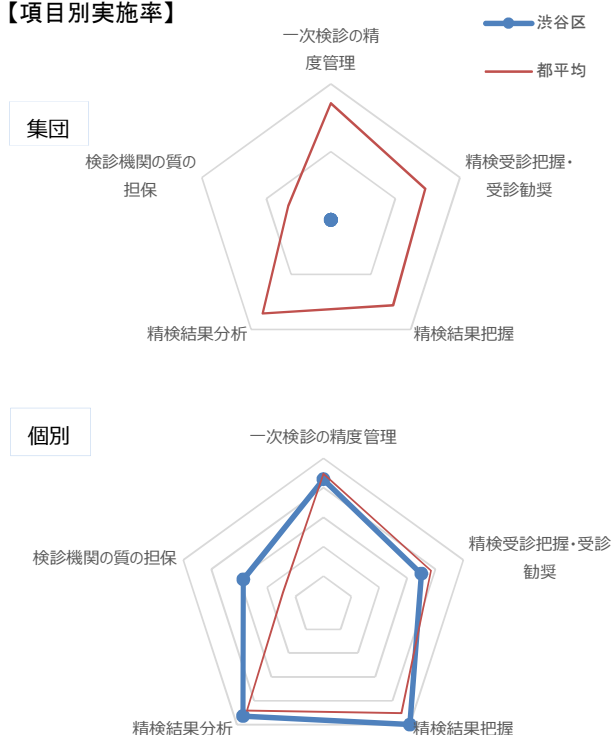 【項目別実施率】
渋谷区
都平均
集団
一次検診の精
度管理
精検受診把握・
受診勧奨
精検結果把握
精検結果分析
検診機関の質の
担保
個別
一次検診の精度管理
精検受診把握・受診
勧奨
精検結果把握
精検結果分析
検診機関の質の担保